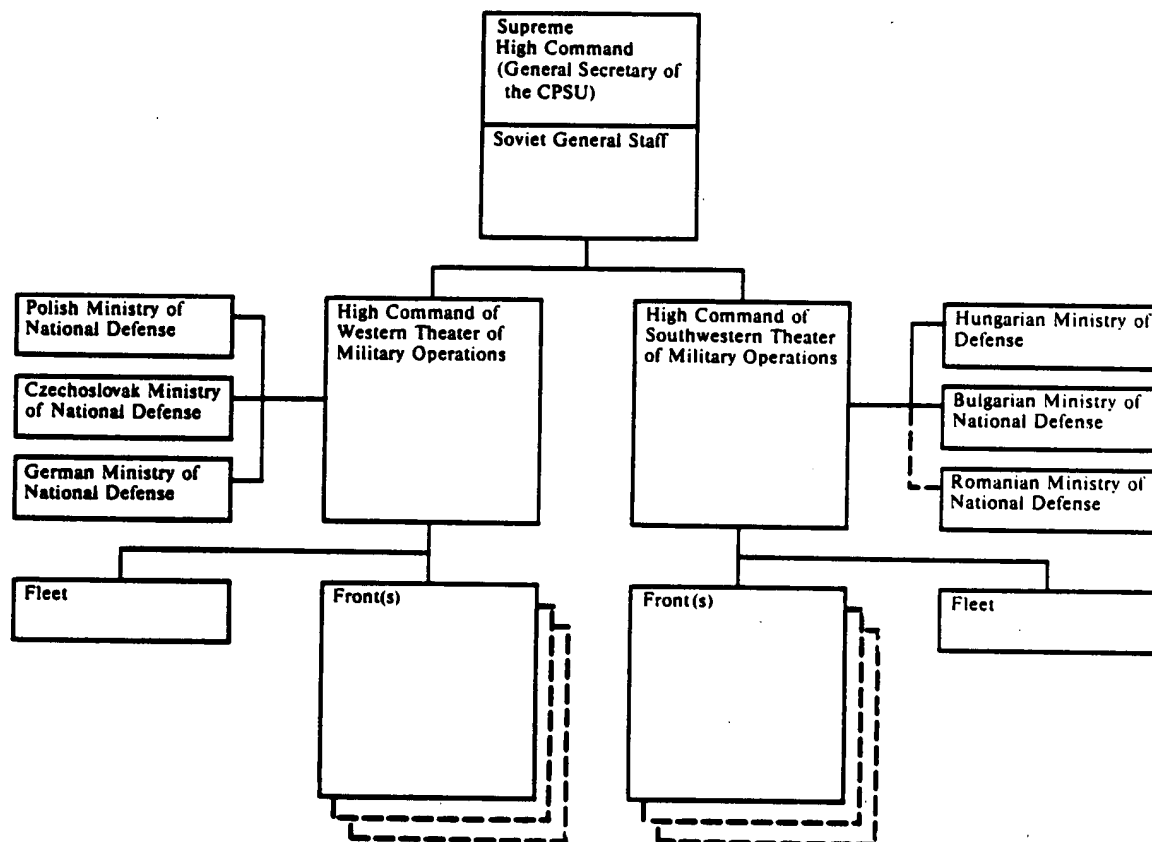 Supreme
High Command
(General Secretary of
the CPSU)
Soviet General Staff
Polish Ministry of
National Defense
Czechoslovak Ministry
of National Defense
German Ministry of
National Defense
High Command of
Western Theater of
Military Operations
High Command of
Southwestern Theater
of Military Operations
Hungarian Ministry of
Defense
Bulgarian Ministry of
National Defense
Romanian Ministry of
National Defense
Fleet
Front(s)
Front(s)
Fleet